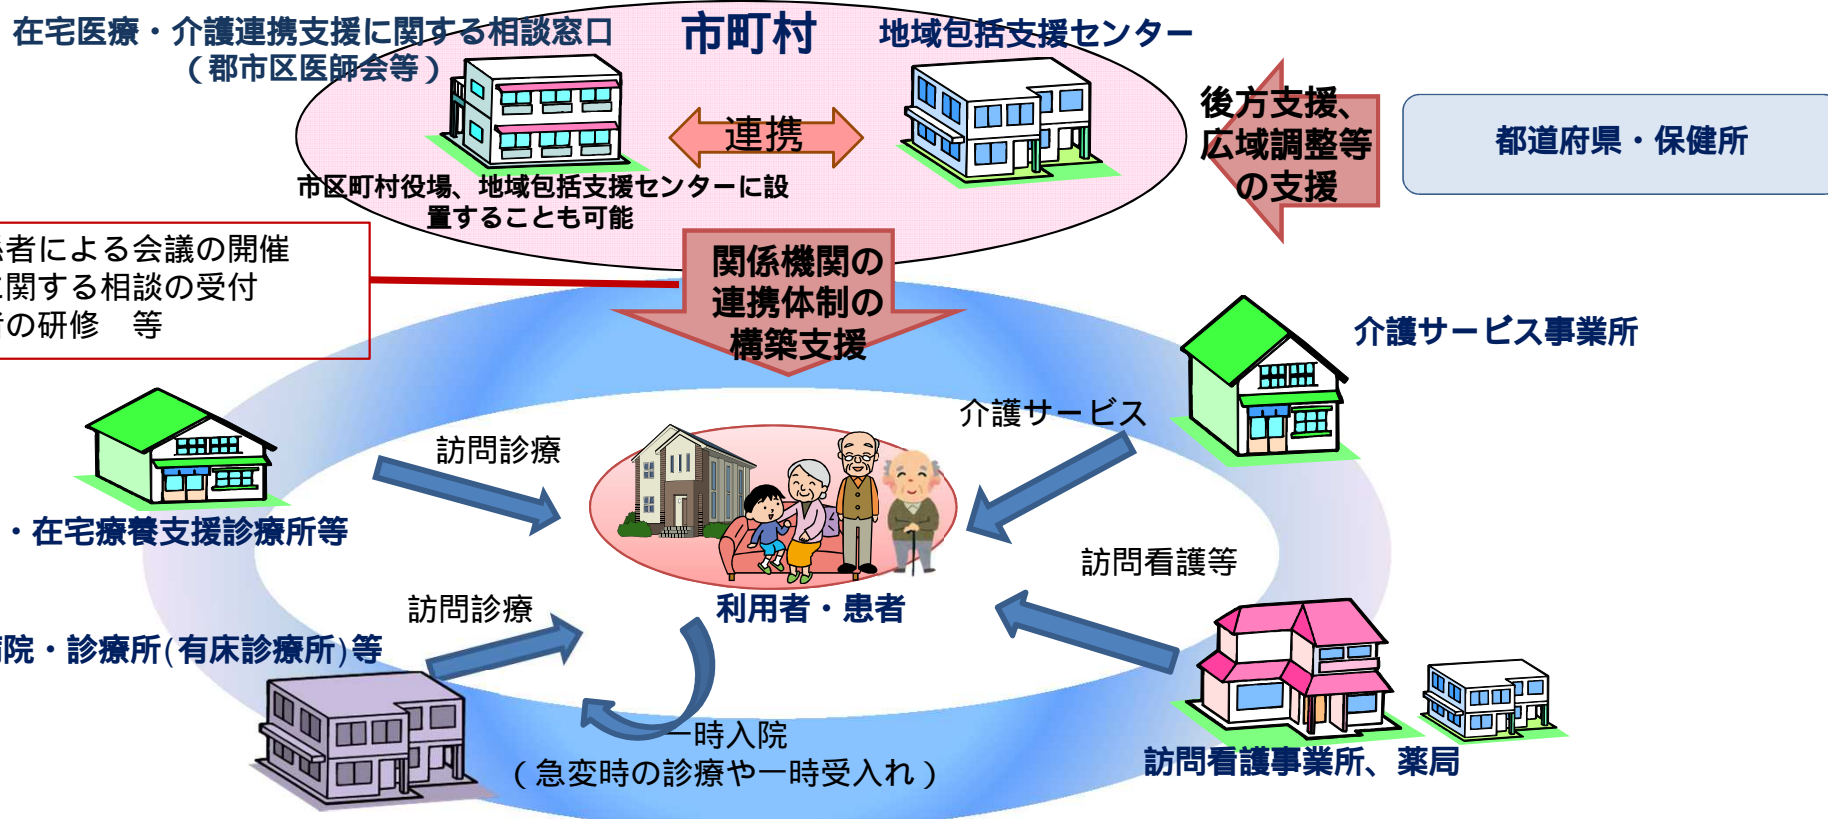 在宅医療・介護連携支援に関する相談窓口
（郡市区医師会等）
市町村
地域包括支援センター
連携
市区町村役場、地域包括支援センターに設
置することも可能
後方支援、
広域調整等
の支援
都道府県・保健所
係者による会議の開催
に関する相談の受付
者の研修　等
関係機関の
連携体制の
構築支援
介護サービス事業所
介護サービス
訪問診療
・在宅療養支援診療所等
利用者・患者
訪問看護等
訪問診療
病院・診療所(有床診療所)等
一時入院
（急変時の診療や一時受入れ）
訪問看護事業所、薬局